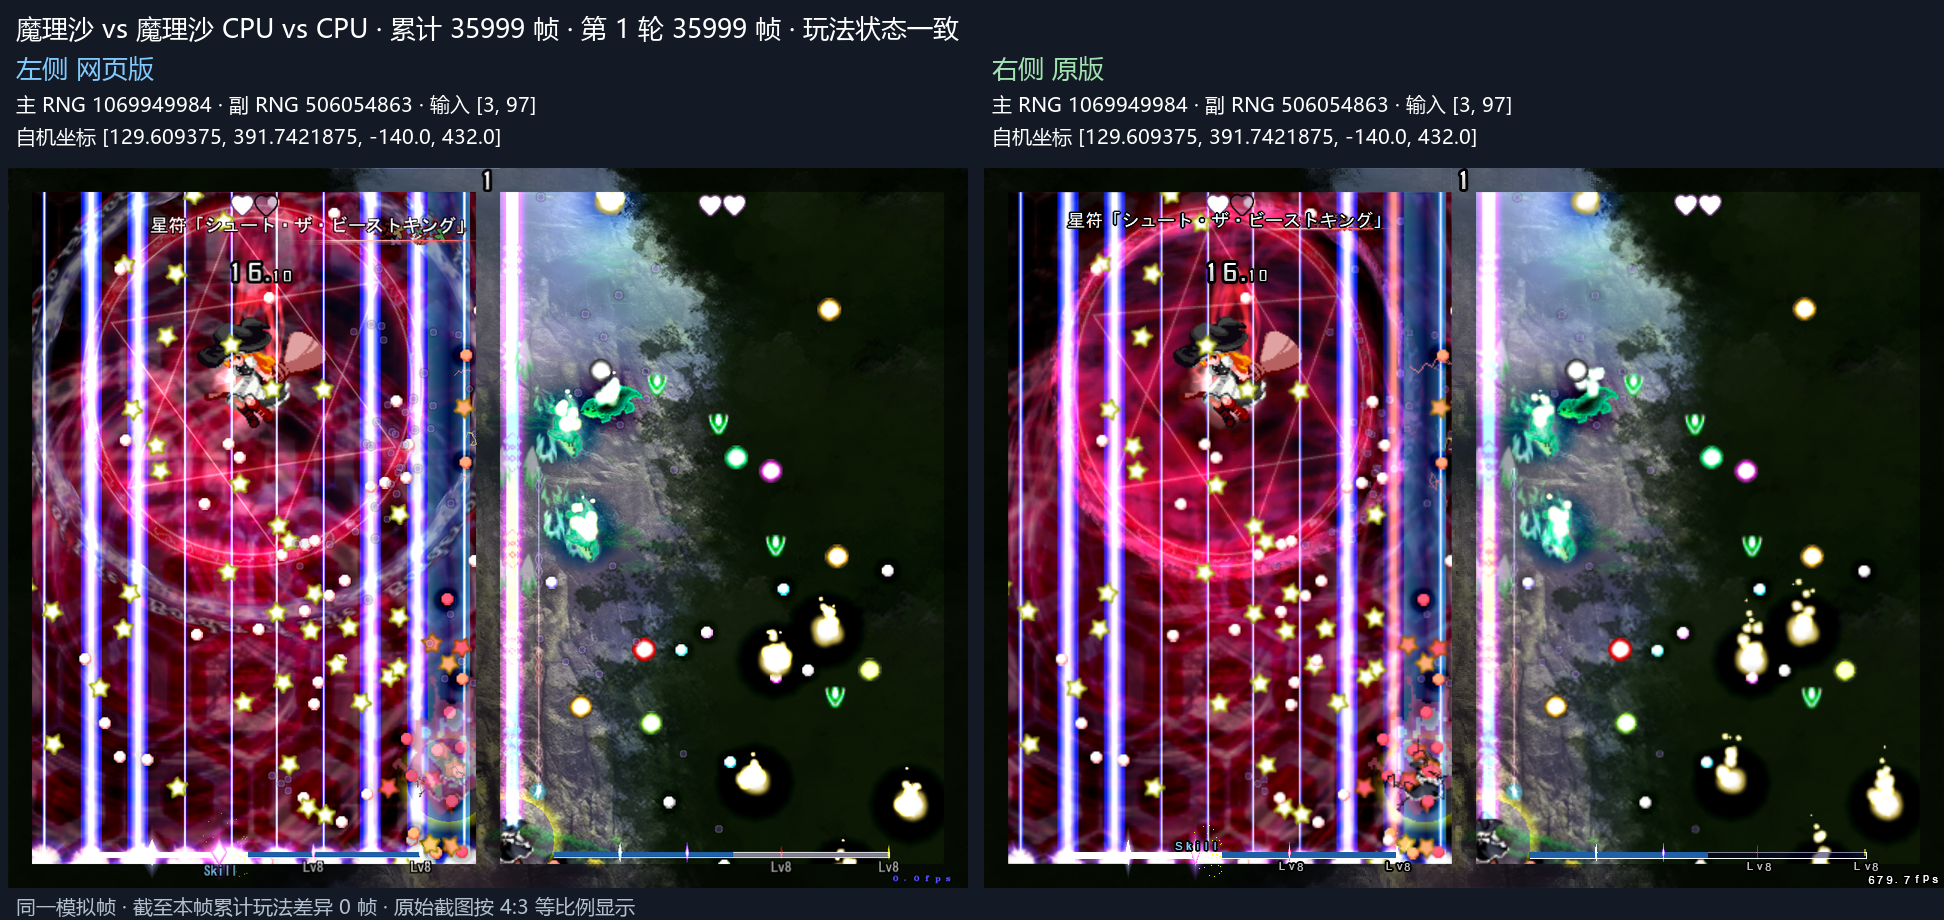 魔理沙 vs 魔理沙 CPU vs CPU · 累计 35999 帧 · 第 1 轮 35999 帧 · 玩法状态一致
左侧 网页版
主 RNG 1069949984 · 副 RNG 506054863 · 输入 [3, 97]
自机坐标 [129.609375, 391.7421875, -140.0, 432.0]
右侧 原版
主 RNG 1069949984 · 副 RNG 506054863 · 输入 [3, 97]
自机坐标 [129.609375, 391.7421875, -140.0, 432.0]
1
星符「シュート・ザ・ビーストキング」
16.10
Skill
Lv8
Lv8
Lv8
Lv8
0.0fps
1
星符「シュート・ザ・ビーストキング」
16.10
Skill
Lv8
Lv8
Lv8
Lv8
679.7fps
同一模拟帧 · 截至本帧累计玩法差异 0 帧 · 原始截图按 4:3 等比例显示